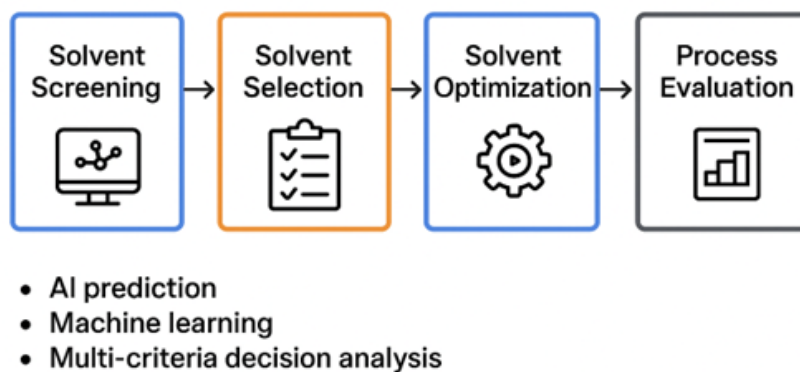 Solvent
Screening
Solvent
Selection
Solvent
Optimization
Process
Evaluation
• AI prediction
• Machine learning
• Multi-criteria decision analysis